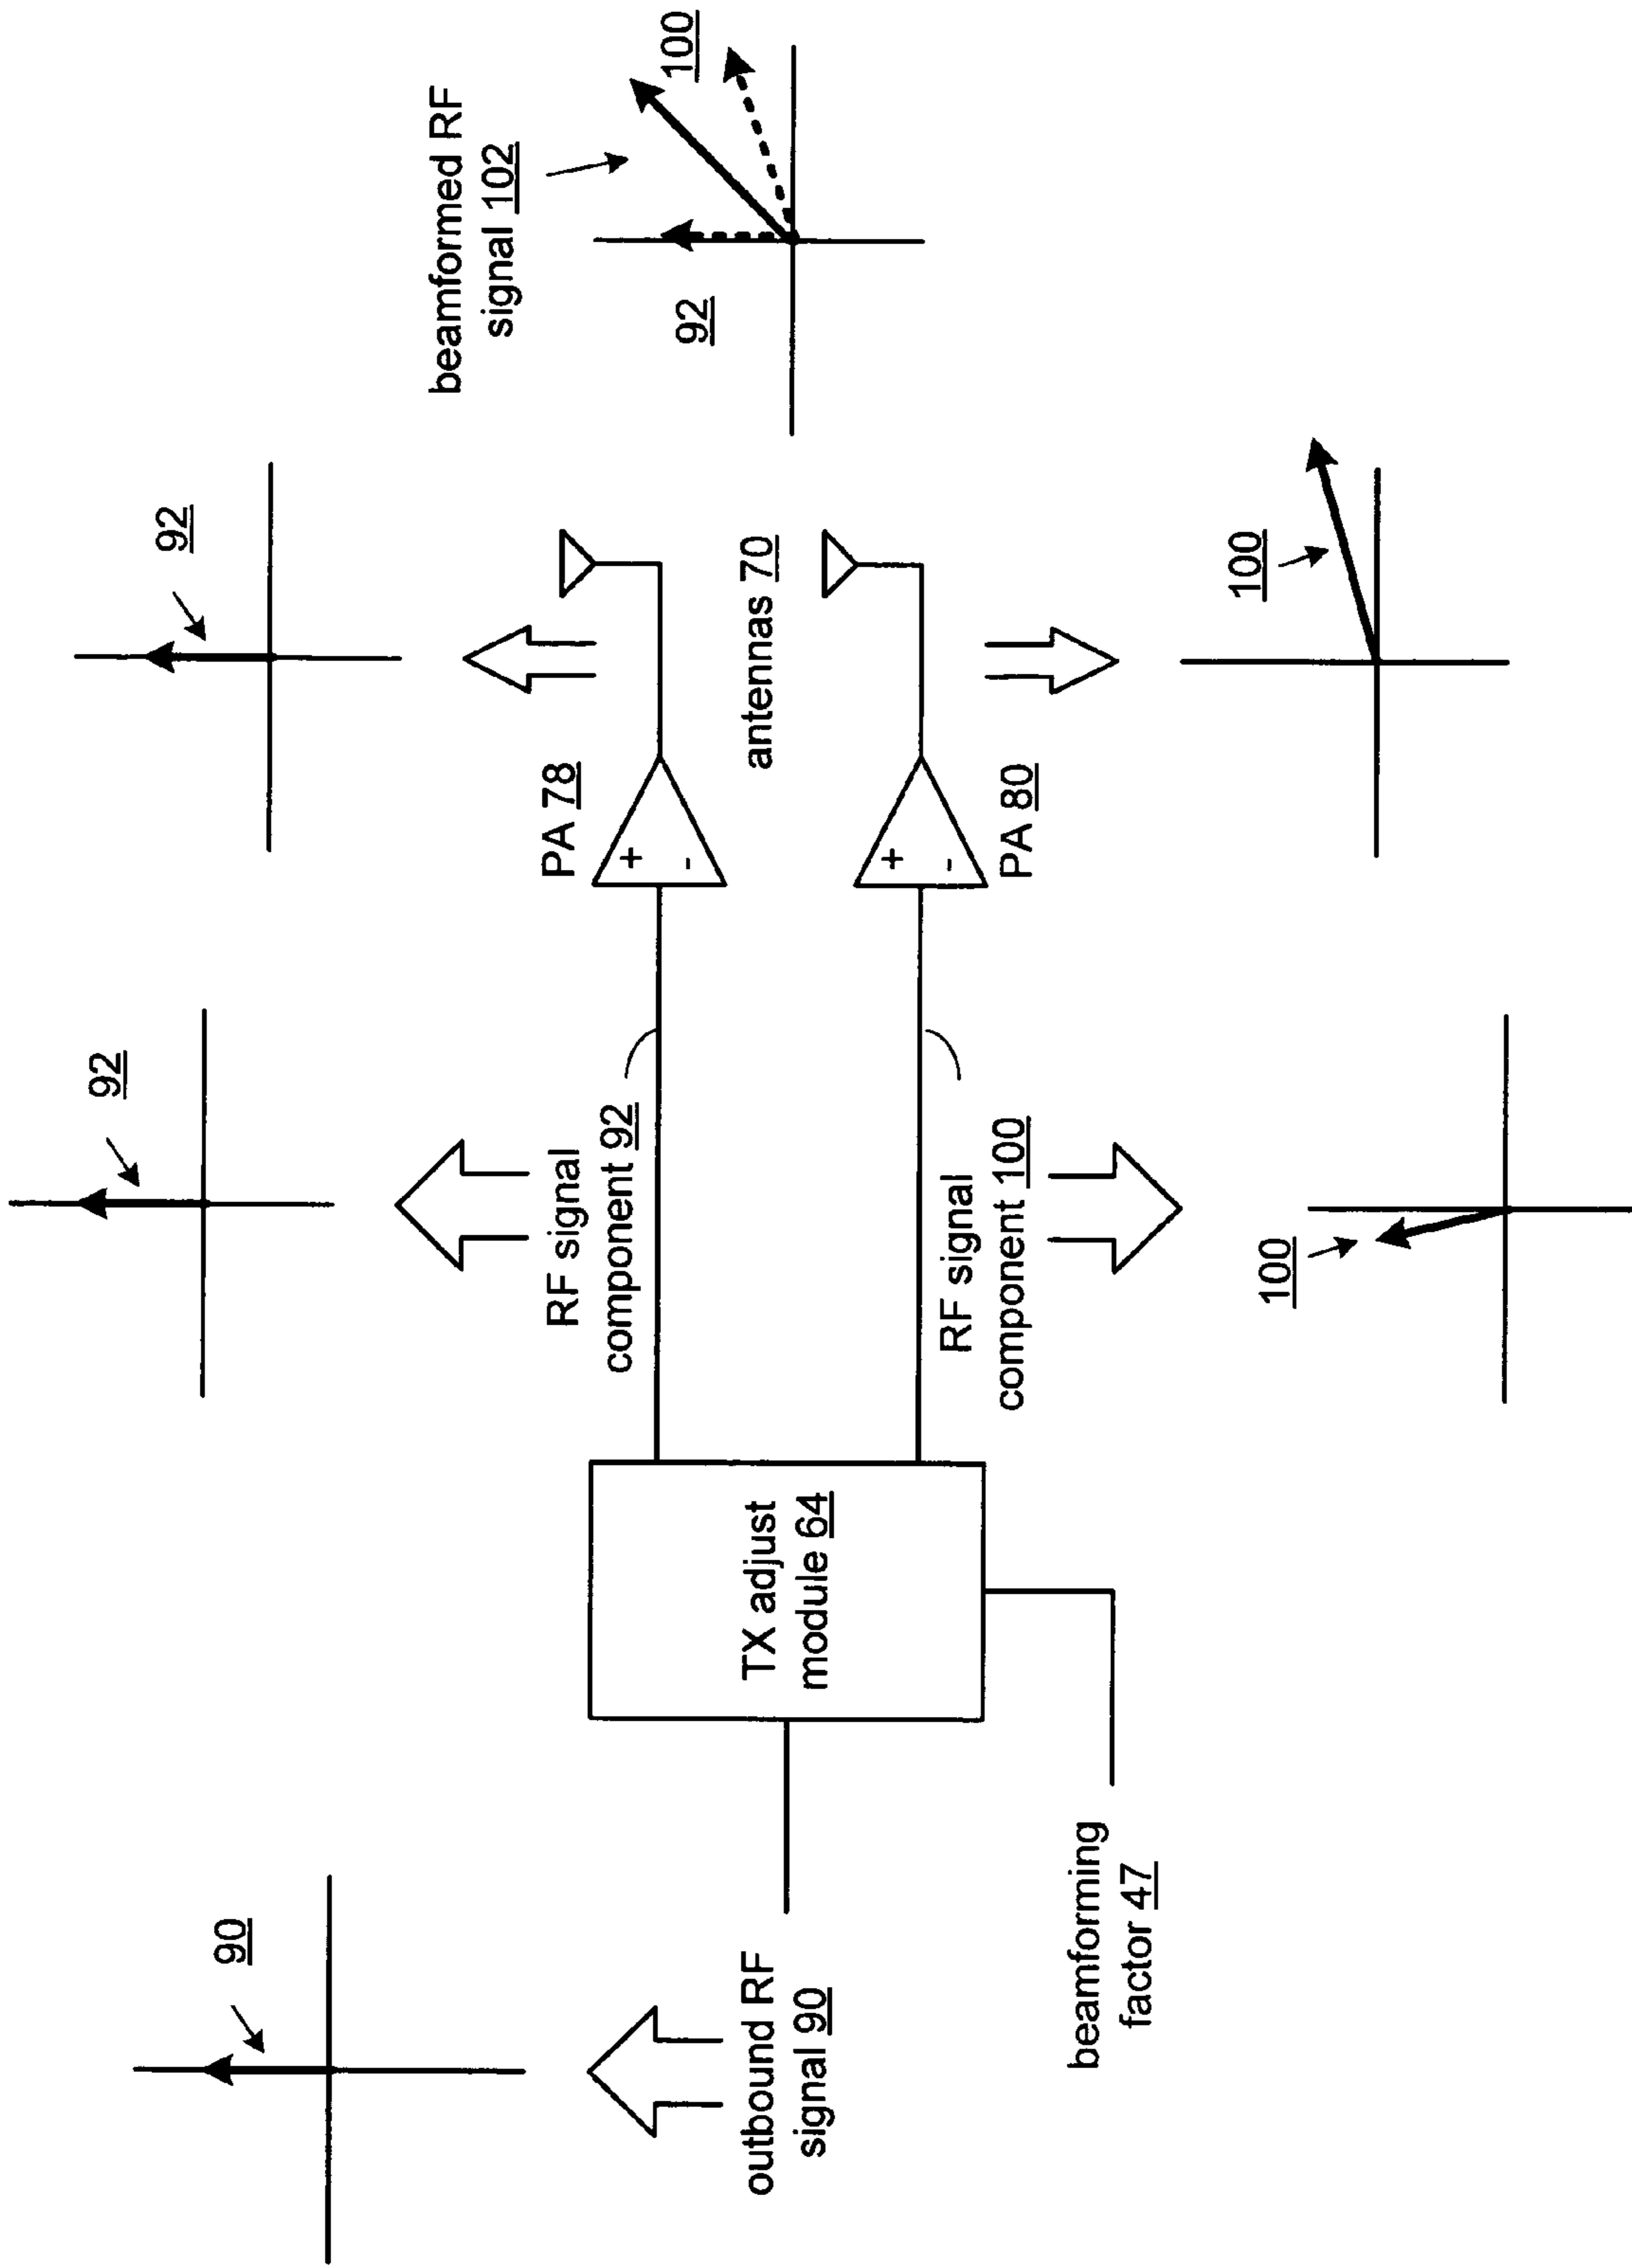 90
outbound RF
signal 90
beamforming
factor 47
TX adjust
module 64
92
RF signal
component 92
RF signal
component 100
100
92
PA 78
+
-
antennas 70
+
-
PA 80
100
beamformed RF
signal 102
100
92